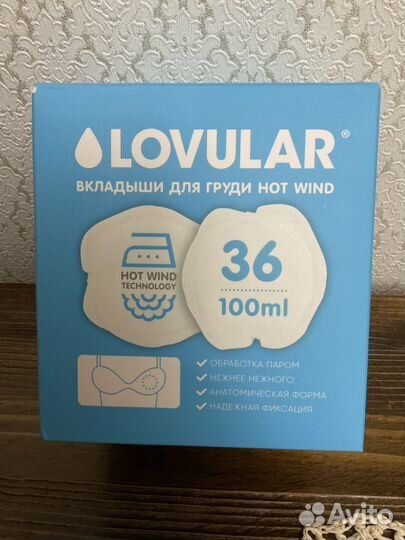 LOVULAR®
ВКЛАДЫШИ ДЛЯ ГРУДИ HOT WIND
HOT WIND
TECHNOLOGY
36
100ml
ОБРАБОТКА ПАРОМ
НЕЖНЕЕ НЕЖНОГО
АНАТОМИЧЕСКАЯ ФОРМА
НАДЕЖНАЯ ФИКСАЦИЯ
Avito